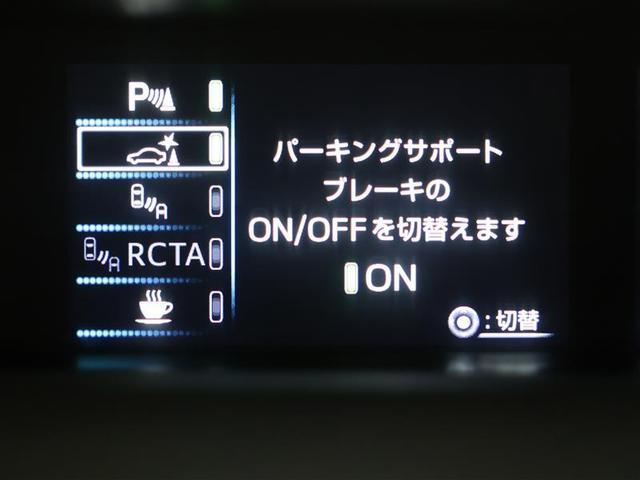 P
RCTA
パーキングサポート
ブレーキの
ON/OFFを切替えます
ON
:切替